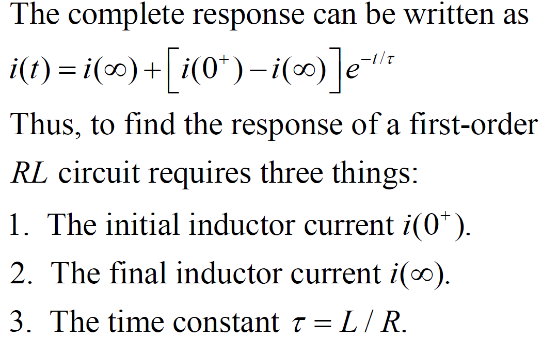 The complete response can be written as
i(t) = i(∞) + [i(0⁺) – i(∞)]e^{-t/τ}
Thus, to find the response of a first-order
RL circuit requires three things:
1. The initial inductor current i(0⁺).
2. The final inductor current i(∞).
3. The time constant τ = L / R.